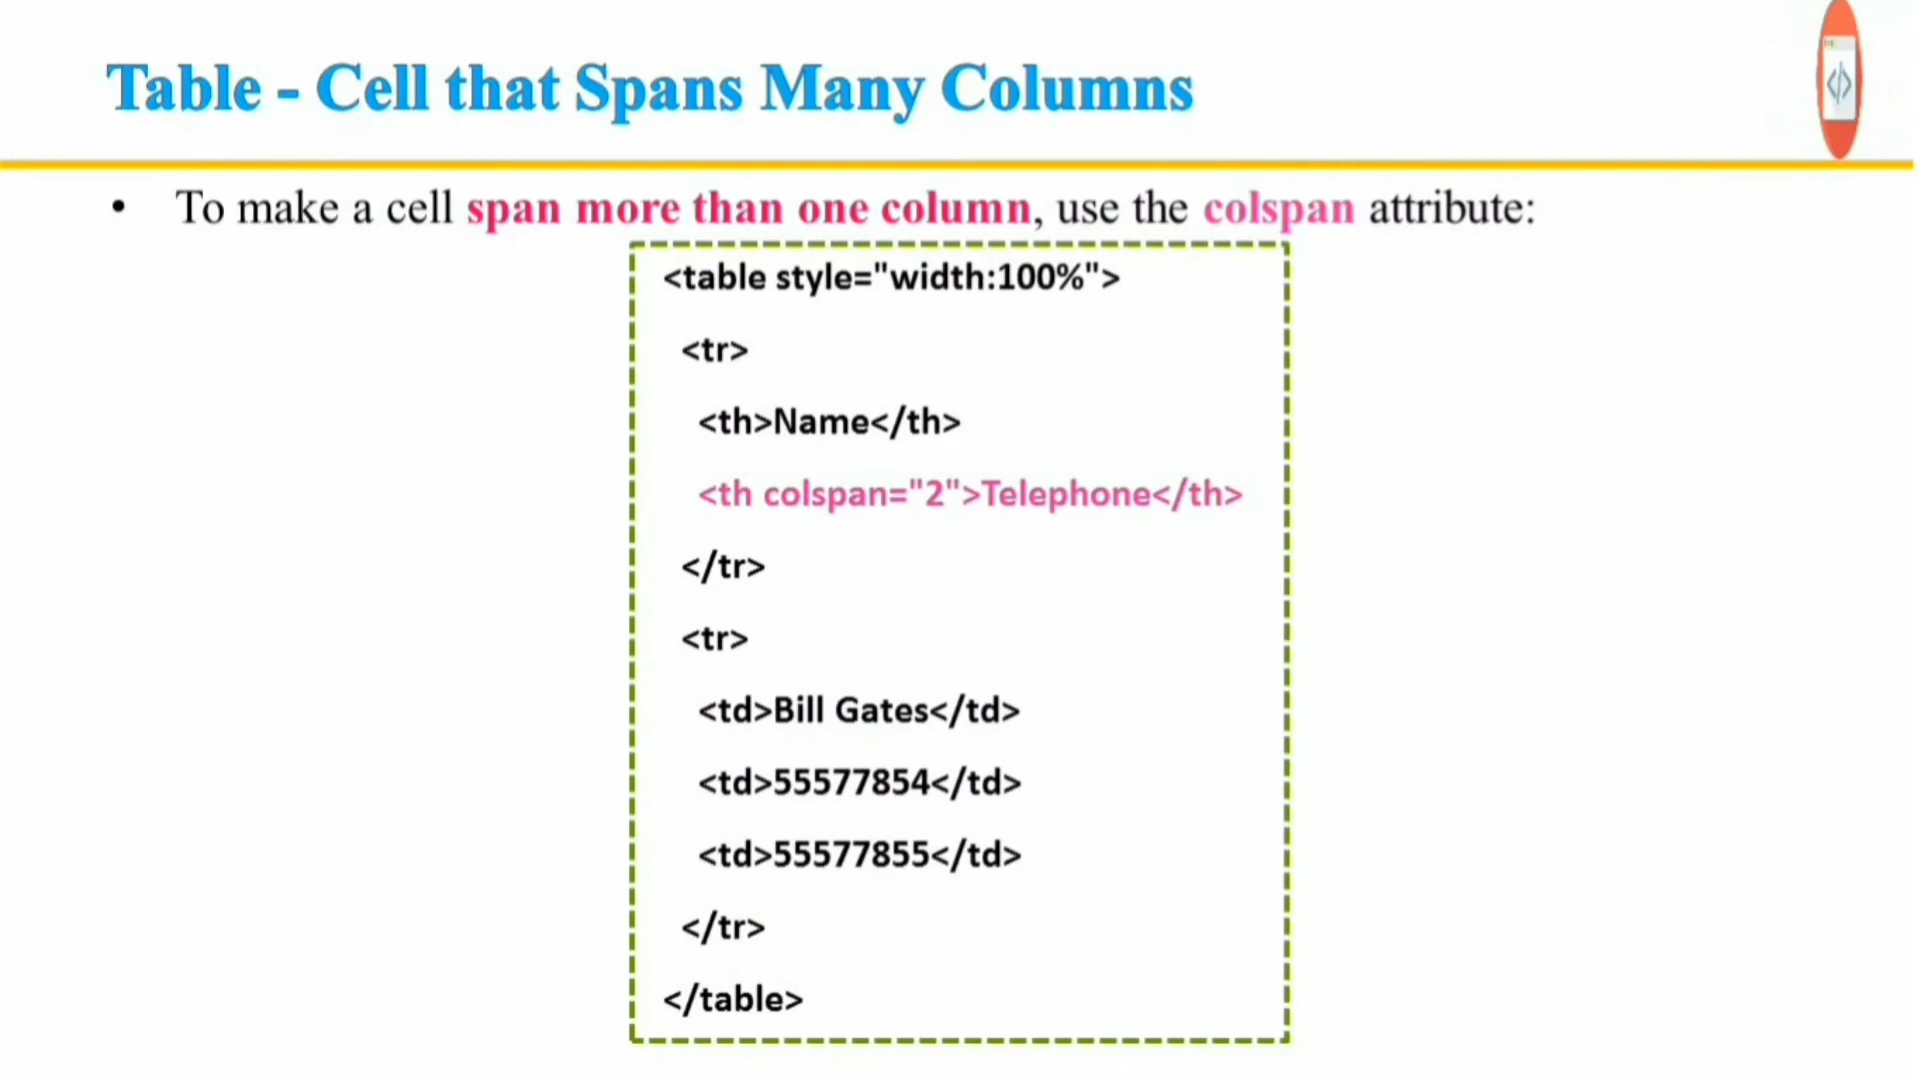 Table - Cell that Spans Many Columns
• To make a cell span more than one column, use the colspan attribute:
<table style="width:100%">
<tr>
<th>Name</th>
<th colspan="2">Telephone</th>
</tr>
<tr>
<td>Bill Gates</td>
<td>55577854</td>
<td>55577855</td>
</tr>
</table>